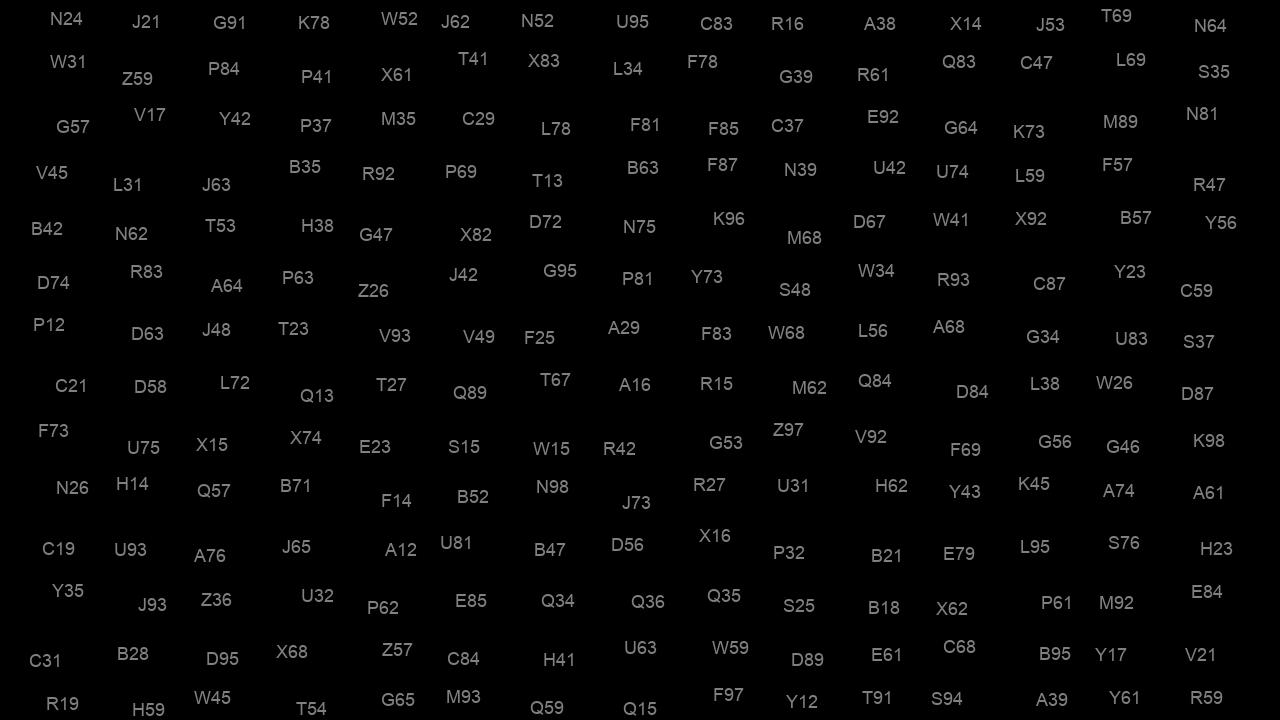 N24 J21 G91 K78 W52 J62 N52 U95 C83 R16 A38 X14 J53 T69 N64
W31 Z59 P84 P41 X61 T41 X83 L34 F78 G39 R61 Q83 C47 L69 S35
G57 V17 Y42 P37 M35 C29 L78 F81 F85 C37 E92 G64 K73 M89 N81
V45 L31 J63 B35 R92 P69 T13 B63 F87 N39 U42 U74 L59 F57 R47
B42 N62 T53 H38 G47 X82 D72 N75 K96 M68 D67 W41 X92 B57 Y56
D74 R83 A64 P63 Z26 J42 G95 P81 Y73 S48 W34 R93 C87 Y23 C59
P12 D63 J48 T23 V93 V49 F25 A29 F83 W68 L56 A68 G34 U83 S37
C21 D58 L72 Q13 T27 Q89 T67 A16 R15 M62 Q84 D84 L38 W26 D87
F73 U75 X15 X74 E23 S15 W15 R42 G53 Z97 V92 F69 G56 G46 K98
N26 H14 Q57 B71 F14 B52 N98 J73 R27 U31 H62 Y43 K45 A74 A61
C19 U93 A76 J65 A12 U81 B47 D56 X16 P32 B21 E79 L95 S76 H23
Y35 J93 Z36 U32 P62 E85 Q34 Q36 Q35 S25 B18 X62 P61 M92 E84
C31 B28 D95 X68 Z57 C84 H41 U63 W59 D89 E61 C68 B95 Y17 V21
R19 H59 W45 T54 G65 M93 Q59 Q15 F97 Y12 T91 S94 A39 Y61 R59